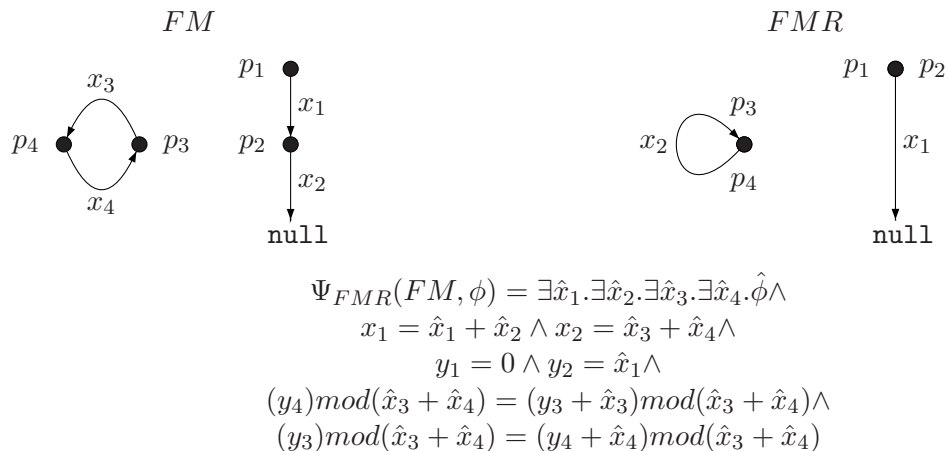 FM FMR
p₁ p₁ p₂
x₃ x₁ p₃
p₄ p₃ p₂ x₂ x₁
x₄ x₂ p₄
null null
Ψ_{FMR}(FM, ϕ) = ∃x̂₁.∃x̂₂.∃x̂₃.∃x̂₄.ϕ̂∧
x₁ = x̂₁ + x̂₂ ∧ x₂ = x̂₃ + x̂₄∧
y₁ = 0 ∧ y₂ = x̂₁∧
(y₄)mod(x̂₃ + x̂₄) = (y₃ + x̂₃)mod(x̂₃ + x̂₄)∧
(y₃)mod(x̂₃ + x̂₄) = (y₄ + x̂₄)mod(x̂₃ + x̂₄)